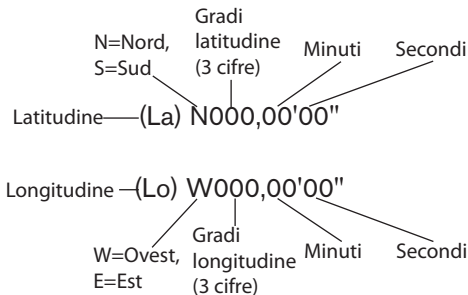 N=Nord,
S=Sud
Gradi
latitudine
(3 cifre)
Minuti
Secondi
Latitudine
(La) N000,00'00"
Longitudine
(Lo) W000,00'00"
W=Ovest,
E=Est
Gradi
longitudine
(3 cifre)
Minuti
Secondi